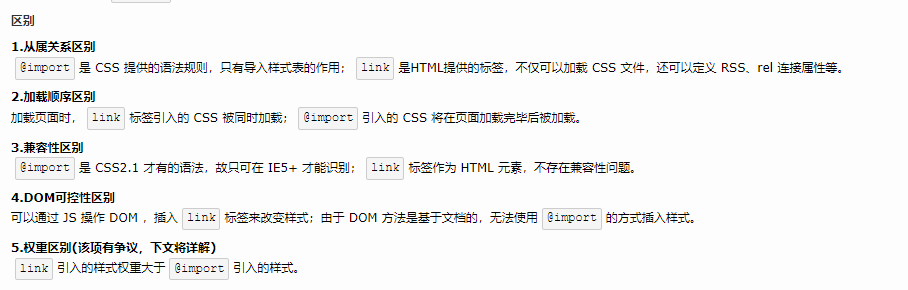 区别
1.从属关系区别
@import 是 CSS 提供的语法规则，只有导入样式表的作用； link 是HTML提供的标签，不仅可以加载 CSS 文件，还可以定义 RSS、rel 连接属性等。
2.加载顺序区别
加载页面时， link 标签引入的 CSS 被同时加载； @import 引入的 CSS 将在页面加载完毕后被加载。
3.兼容性区别
@import 是 CSS2.1 才有的语法，故只可在 IE5+ 才能识别； link 标签作为 HTML 元素，不存在兼容性问题。
4.DOM可控性区别
可以通过 JS 操作 DOM ，插入 link 标签来改变样式；由于 DOM 方法是基于文档的，无法使用 @import 的方式插入样式。
5.权重区别(该项有争议，下文将详解)
link 引入的样式权重大于 @import 引入的样式。